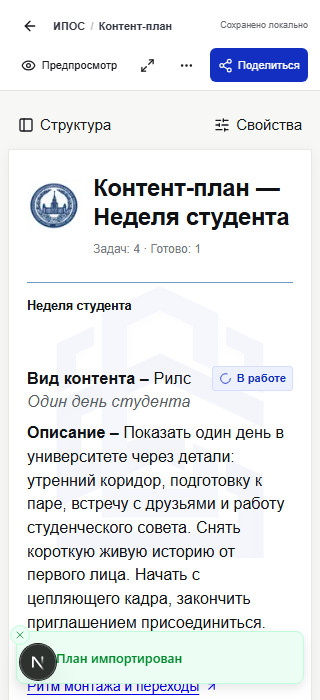 ИПОС / Контент-план
Сохранено локально
Предпросмотр
Поделиться
Структура
Свойства
Контент-план —
Неделя студента
Задач: 4 · Готово: 1
Неделя студента
Вид контента – Рилс
В работе
Один день студента
Описание – Показать один день в
университете через детали:
утренний коридор, подготовку к
паре, встречу с друзьями и работу
студенческого совета. Снять
короткую живую историю от
первого лица. Начать с
цепляющего кадра, закончить
приглашением присоединиться.
План импортирован
N
Ритм монтажа и переходы